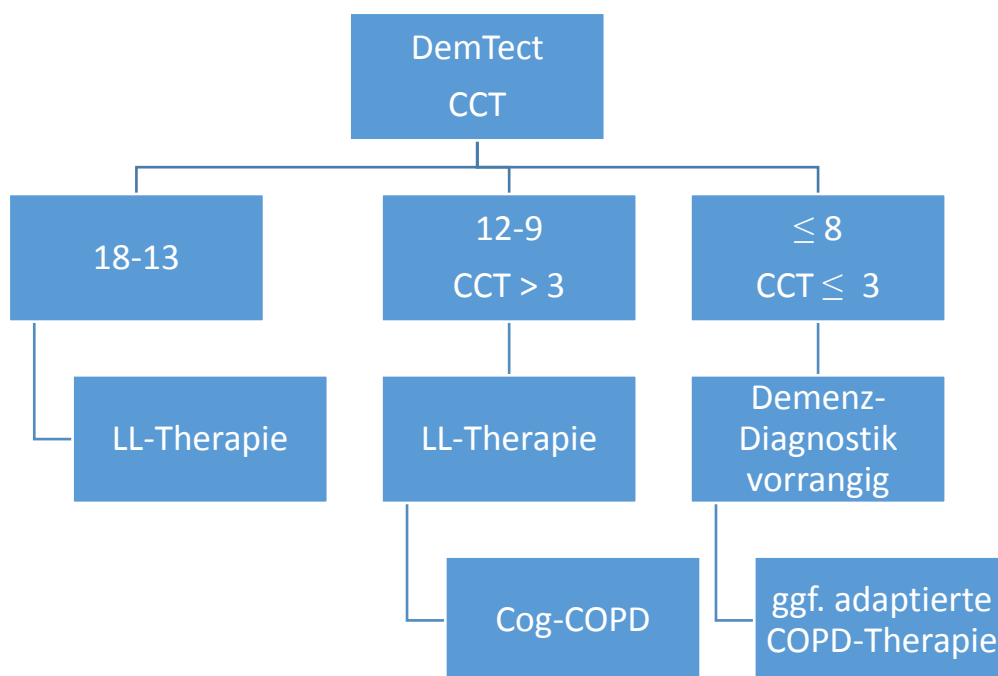 DemTect
CCT
18-13
12-9
CCT > 3
≤ 8
CCT ≤ 3
LL-Therapie
LL-Therapie
Demenz-
Diagnostik
vorrangig
Cog-COPD
ggf. adaptierte
COPD-Therapie